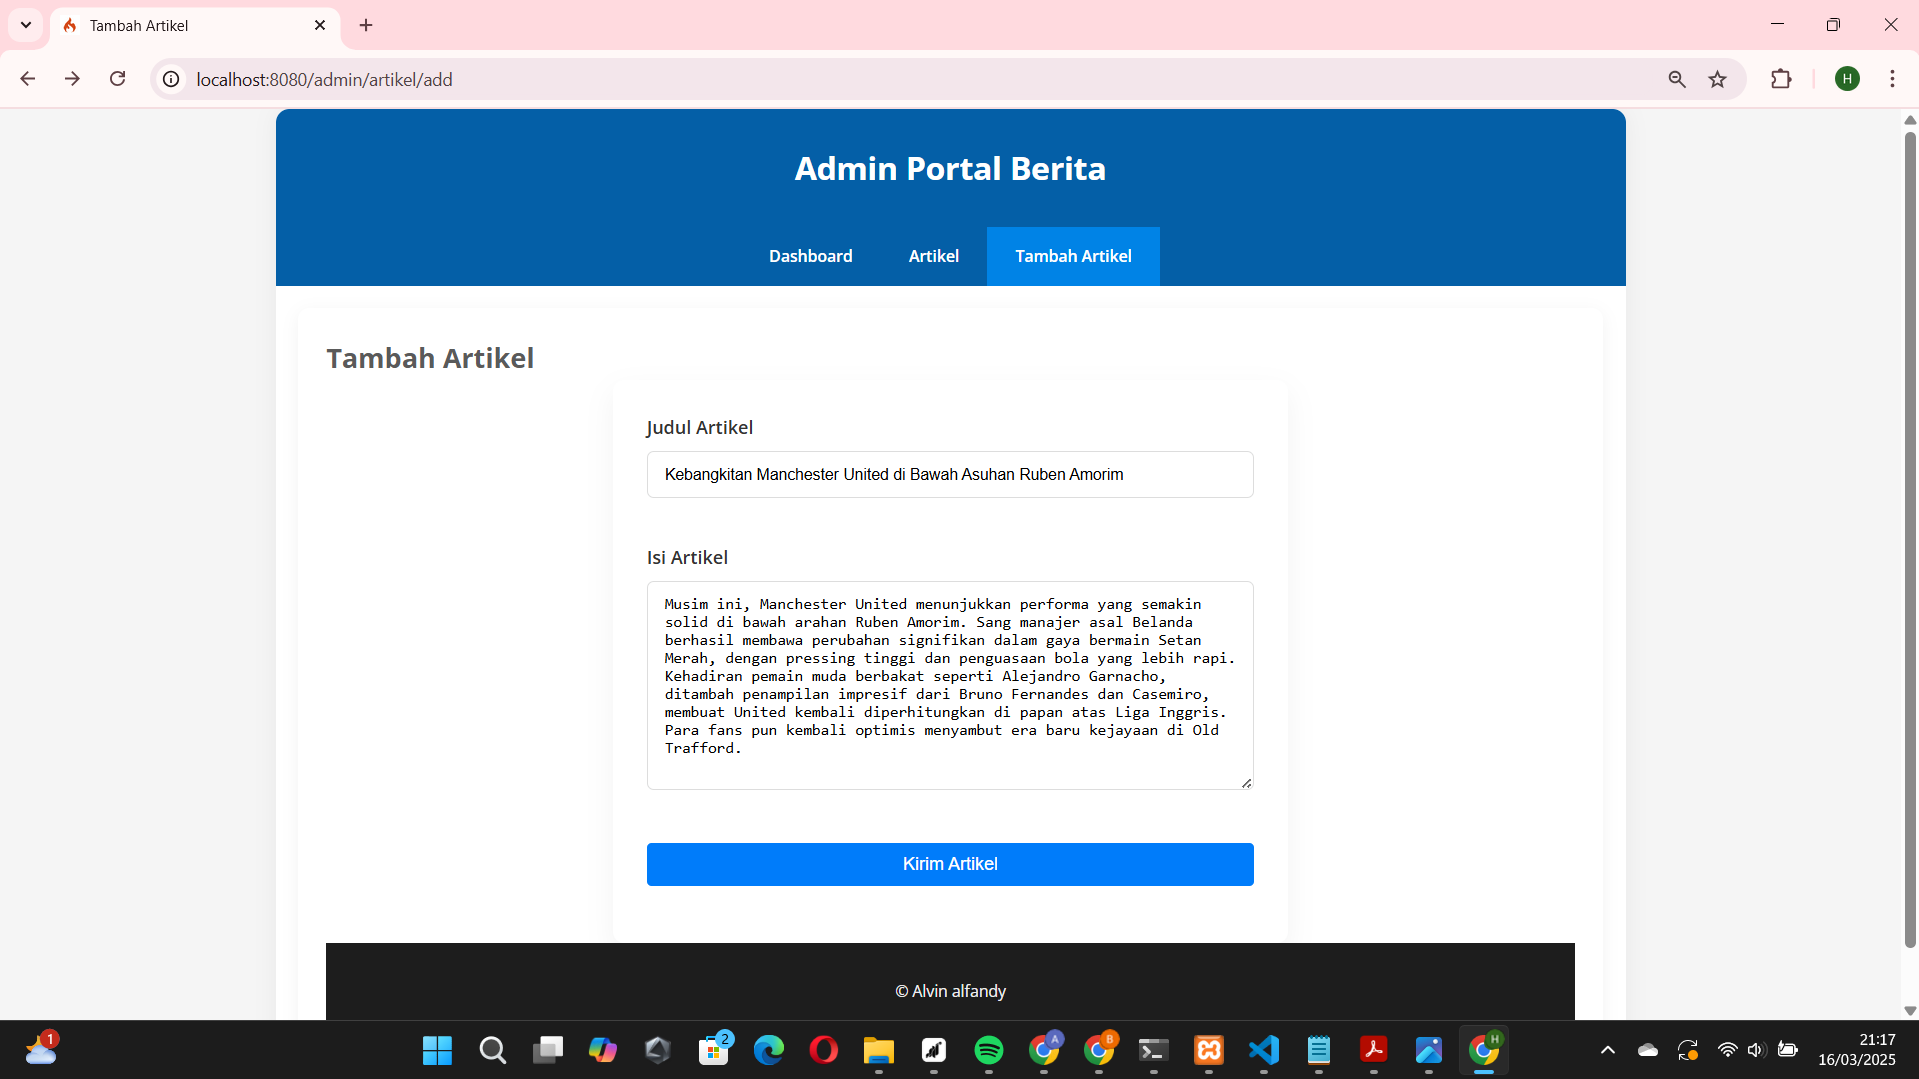 Tambah Artikel
localhost:8080/admin/artikel/add
H
Admin Portal Berita
Dashboard Artikel Tambah Artikel
Tambah Artikel
Judul Artikel
Kebangkitan Manchester United di Bawah Asuhan Ruben Amorim
Isi Artikel
Musim ini, Manchester United menunjukkan performa yang semakin
solid di bawah arahan Ruben Amorim. Sang manajer asal Belanda
berhasil membawa perubahan signifikan dalam gaya bermain Setan
Merah, dengan pressing tinggi dan penguasaan bola yang lebih rapi.
Kehadiran pemain muda berbakat seperti Alejandro Garnacho,
ditambah penampilan impresif dari Bruno Fernandes dan Casemiro,
membuat United kembali diperhitungkan di papan atas Liga Inggris.
Para fans pun kembali optimis menyambut era baru kejayaan di Old
Trafford.
Kirim Artikel
© Alvin alfandy
1
2
A
B
H
21:17
16/03/2025